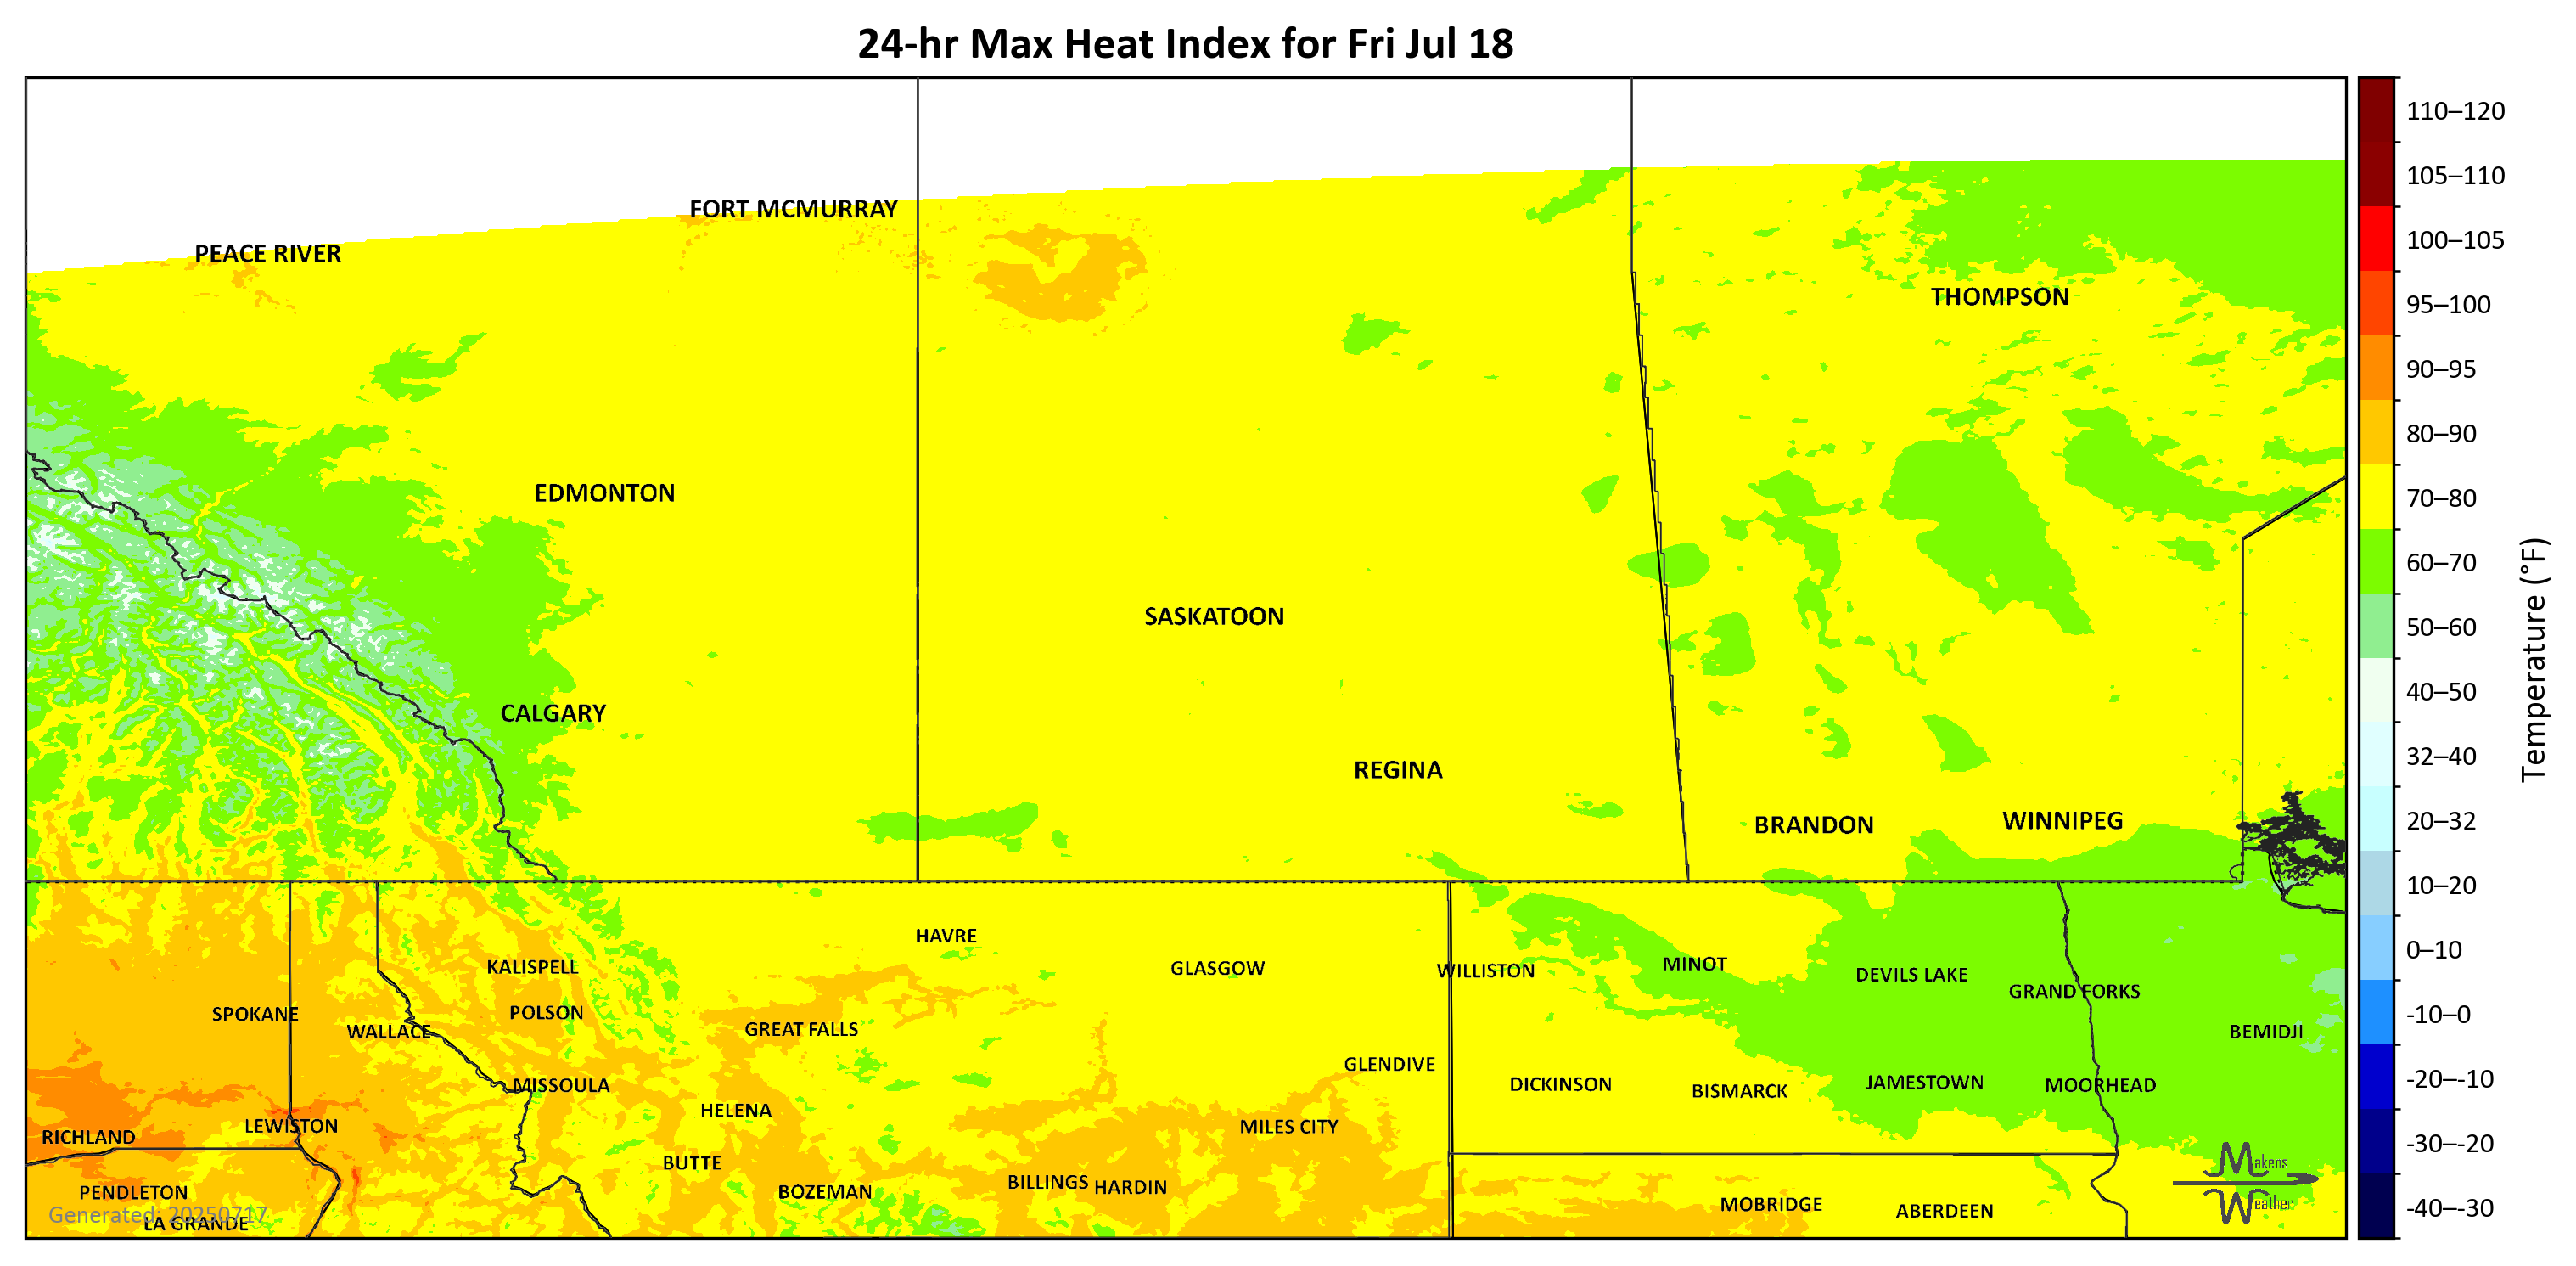 24-hr Max Heat Index for Fri Jul 18
FORT MCMURRAY
PEACE RIVER
THOMPSON
EDMONTON
SASKATOON
CALGARY
REGINA
BRANDON
WINNIPEG
HAVRE
KALISPELL
GLASGOW
WILLISTON
MINOT
DEVILS LAKE
GRAND FORKS
SPOKANE
POLSON
WALLACE
GREAT FALLS
BEMIDJI
GLENDIVE
MISSOULA
DICKINSON
BISMARCK
JAMESTOWN
MOORHEAD
HELENA
LEWISTON
MILES CITY
RICHLAND
BUTTE
BOZEMAN
BILLINGS
HARDIN
PENDLETON
MOBRIDGE
ABERDEEN
Generated: 20250717
LA GRANDE
Makens
Weather
110–120
105–110
100–105
95–100
90–95
80–90
70–80
60–70
50–60
40–50
32–40
20–32
10–20
0–10
-10–0
-20–-10
-30–-20
-40–-30
Temperature (°F)